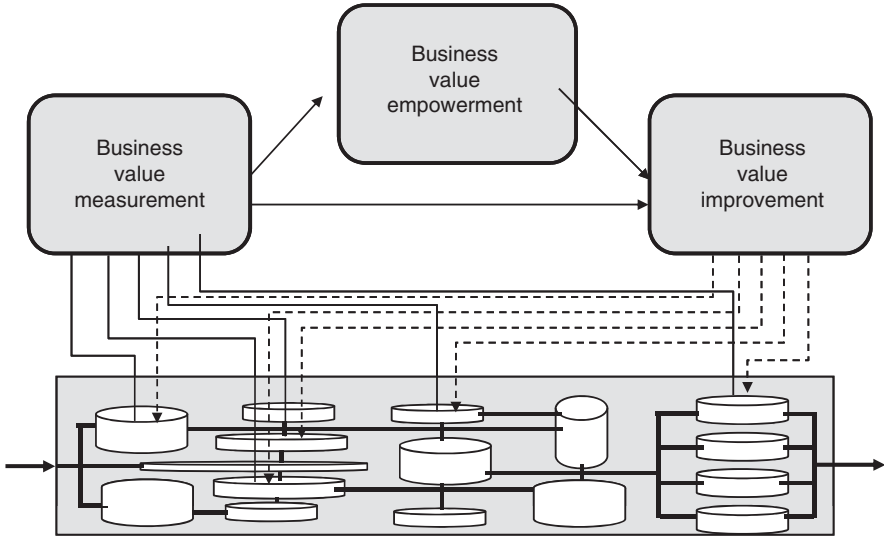 Business
value
empowerment
Business
value
measurement
Business
value
improvement